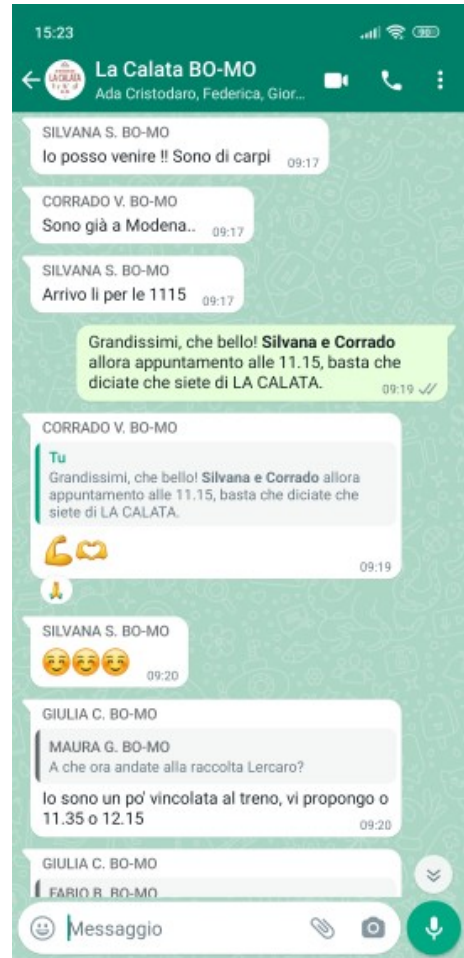 15:23
90
La Calata BO-MO
Ada Cristodaro, Federica, Gior...
SILVANA S. BO-MO
Io posso venire !! Sono di carpi
09:17
CORRADO V. BO-MO
Sono già a Modena..
09:17
SILVANA S. BO-MO
Arrivo li per le 1115
09:17
Grandissimi, che bello! Silvana e Corrado
allora appuntamento alle 11.15, basta che
diciate che siete di LA CALATA.
09:19
CORRADO V. BO-MO
Tu
Grandissimi, che bello! Silvana e Corrado allora
appuntamento alle 11.15, basta che diciate che
siete di LA CALATA.
💪🫶
09:19
🙏
SILVANA S. BO-MO
☺️☺️☺️
09:20
GIULIA C. BO-MO
MAURA G. BO-MO
A che ora andate alla raccolta Lercaro?
Io sono un po' vincolata al treno, vi propongo o
11.35 o 12.15
09:20
GIULIA C. BO-MO
FABIO B. BO-MO
Messaggio